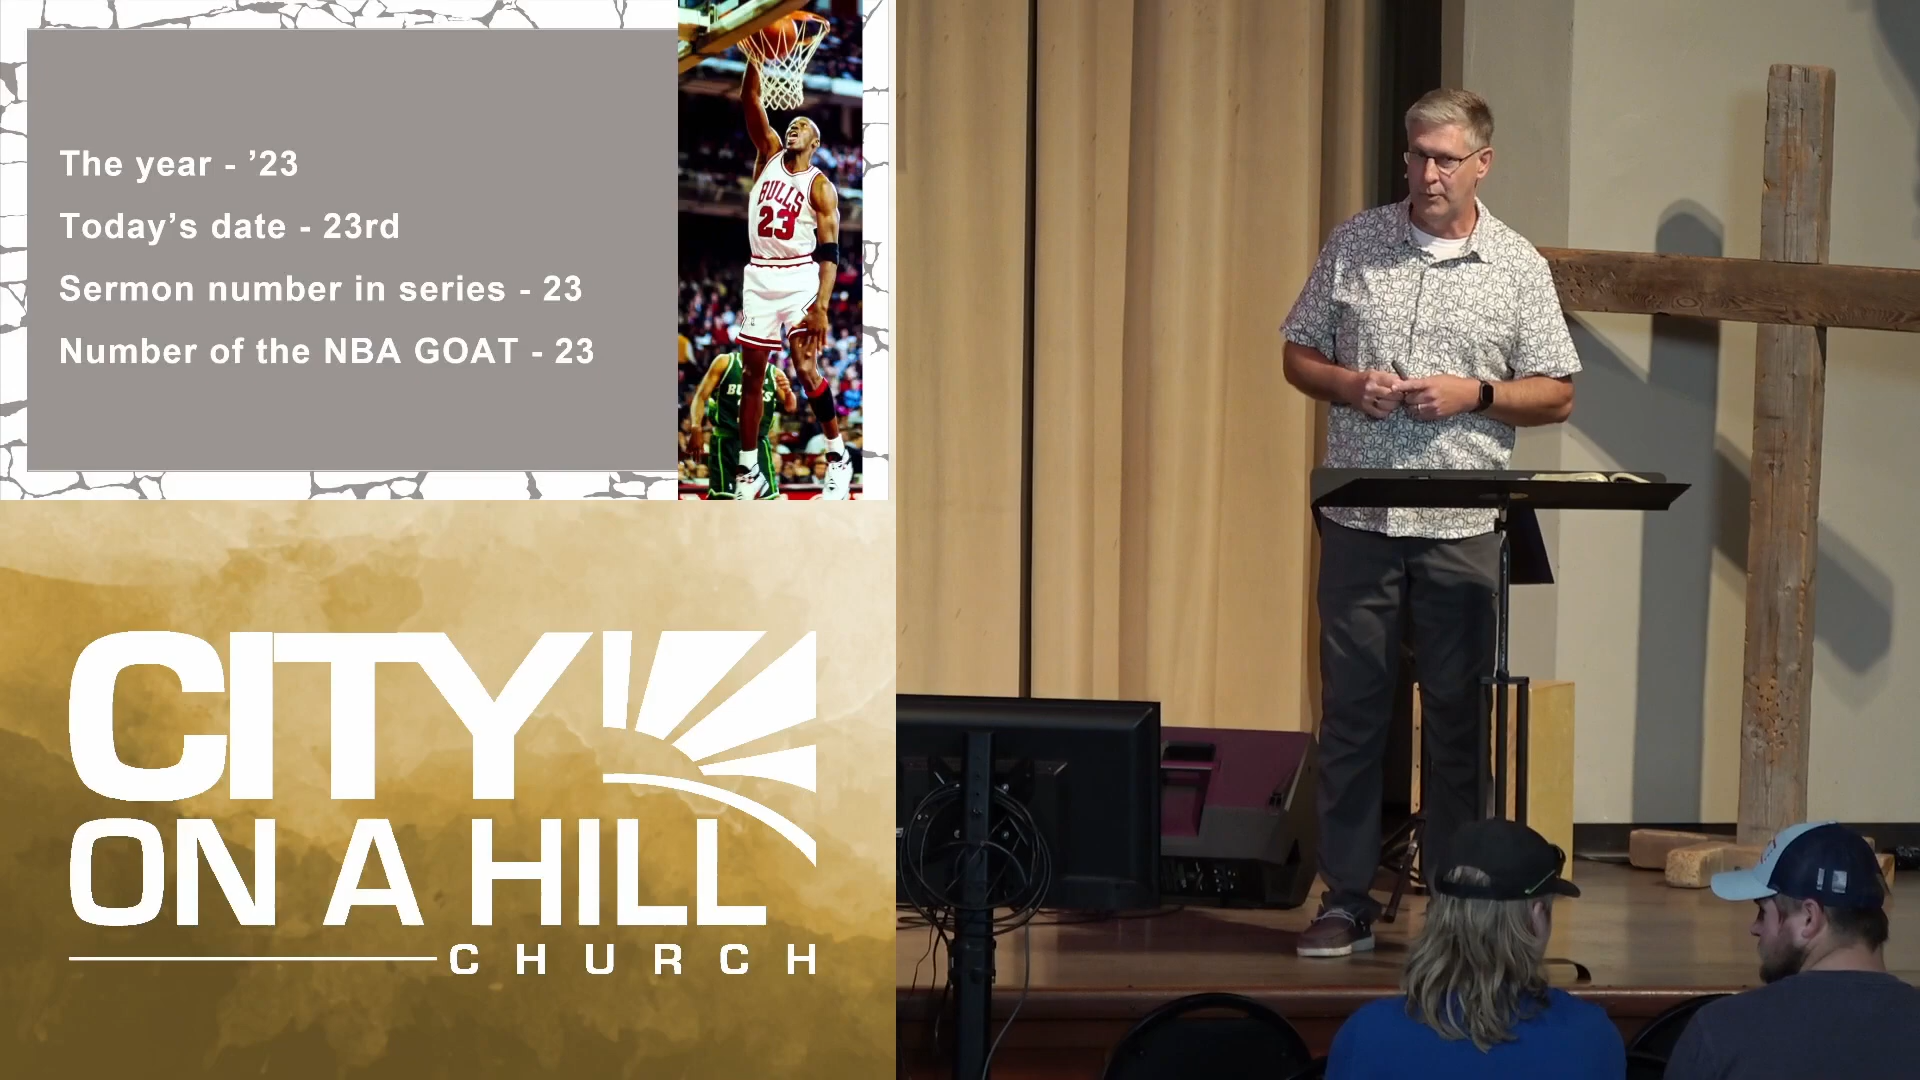 The year - ’23
Today’s date - 23rd
Sermon number in series - 23
Number of the NBA GOAT - 23
BULLS
23
CITY
ON A HILL
CHURCH